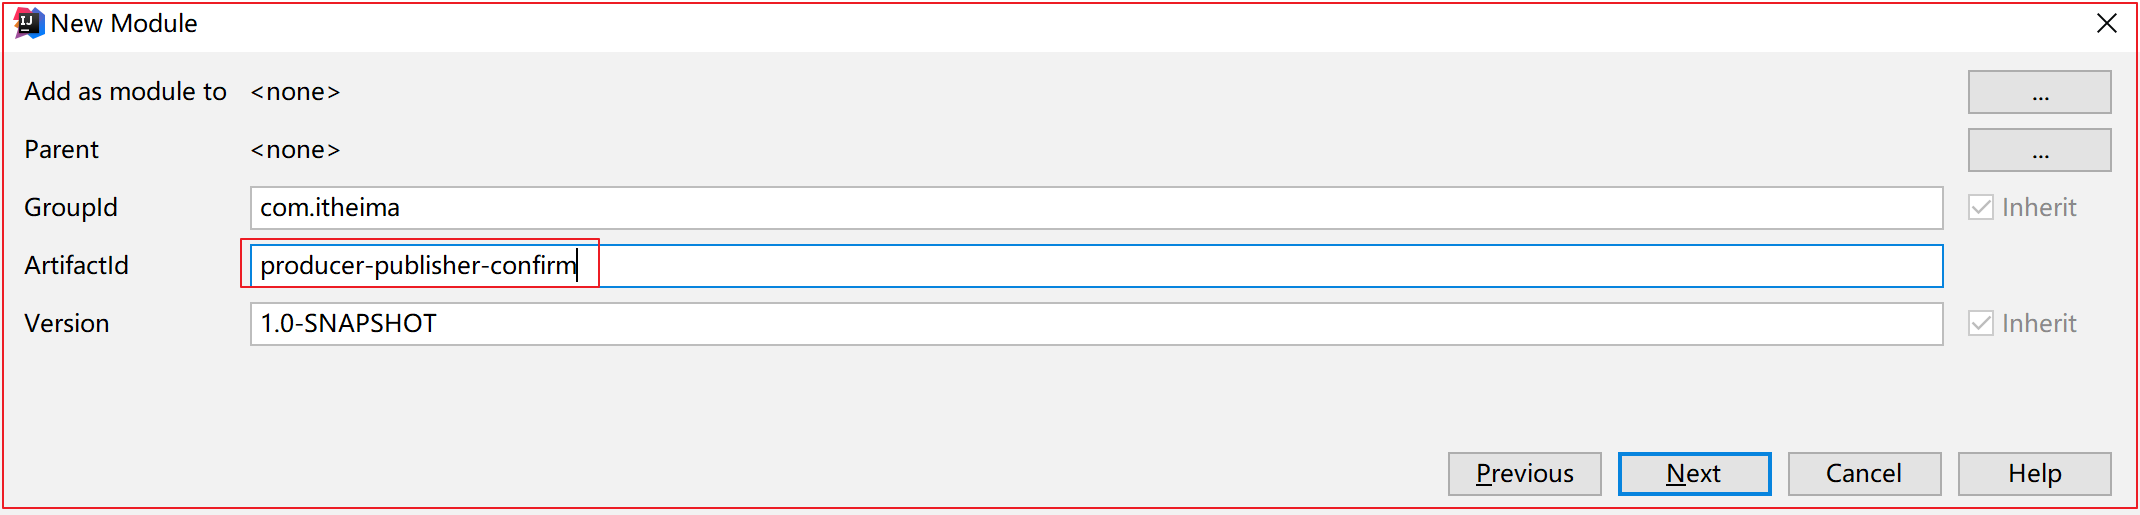 IJ New Module
Add as module to <none> ...
Parent <none> ...
GroupId com.itheima Inherit
ArtifactId producer-publisher-confirm
Version 1.0-SNAPSHOT Inherit
Previous Next Cancel Help